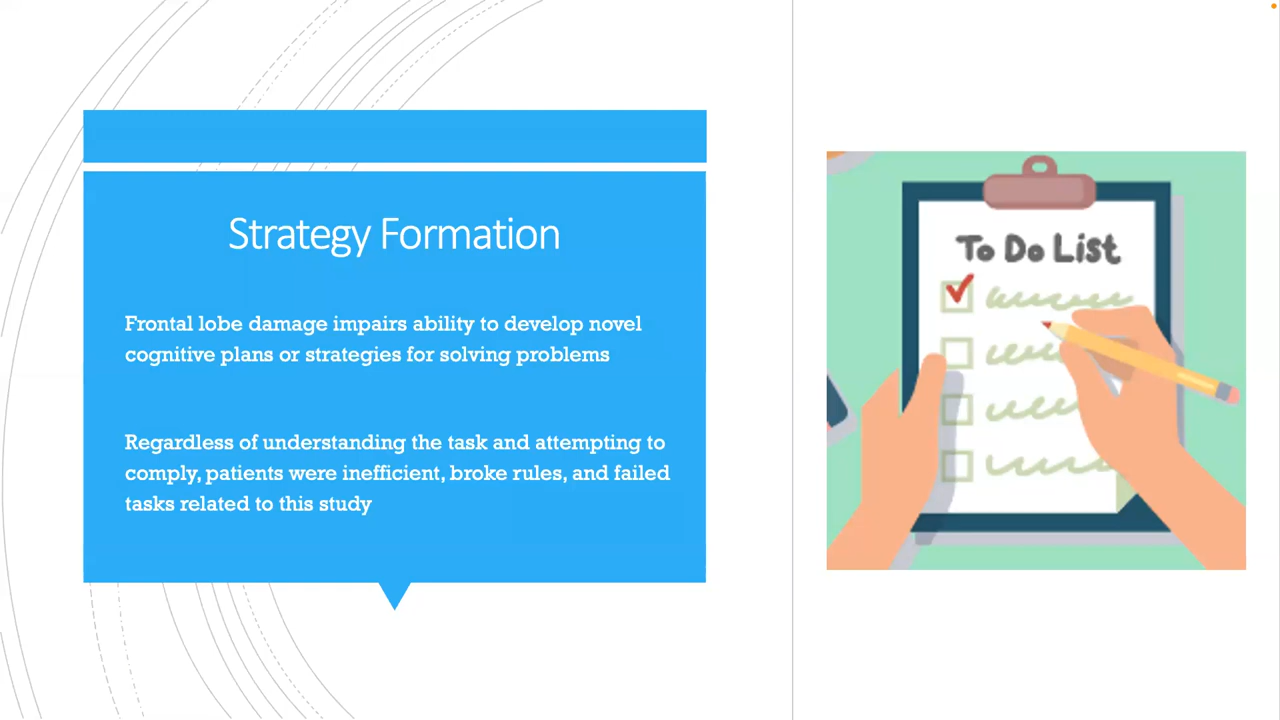 Strategy Formation
Frontal lobe damage impairs ability to develop novel
cognitive plans or strategies for solving problems
Regardless of understanding the task and attempting to
comply, patients were inefficient, broke rules, and failed
tasks related to this study
To Do List